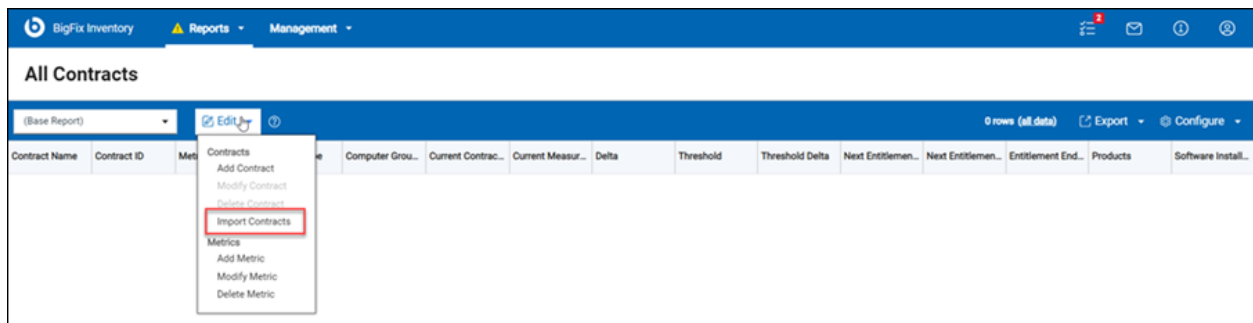 BigFix Inventory Reports Management 2
All Contracts
(Base Report) Edit 0 rows (all data) Export Configure
Contract Name Contract ID Computer Grou... Current Contrac... Current Measur... Delta Threshold Threshold Delta Next Entitlemen... Next Entitlemen... Entitlement End... Products Software Install...
Contracts
Add Contract
Modify Contract
Delete Contract
Import Contracts
Metrics
Add Metric
Modify Metric
Delete Metric